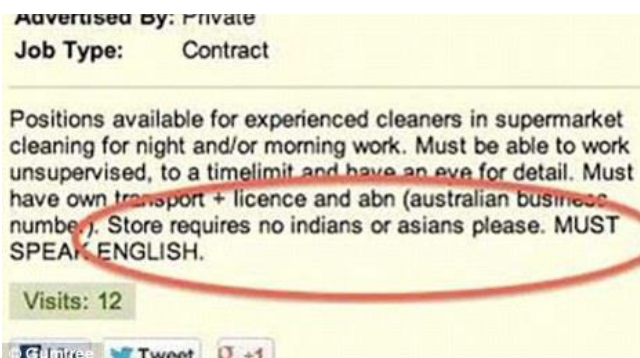 Advertised By: Private
Job Type: Contract
Positions available for experienced cleaners in supermarket
cleaning for night and/or morning work. Must be able to work
unsupervised, to a timelimit and have an eye for detail. Must
have own transport + licence and abn (australian business
number). Store requires no indians or asians please. MUST
SPEAK ENGLISH.
Visits: 12
© Gumtree Tweet +1